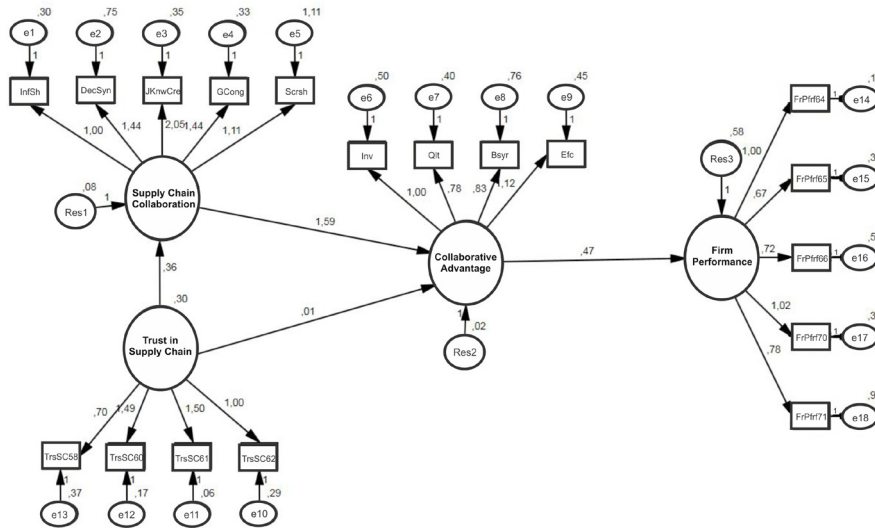 ,30
,75
,35
,33
1,11
e1
e2
e3
e4
e5
1
1
1
1
1
InfSh
DecSyn
JKnwCre
GCong
Scrsh
1,00
1,44
2,05
1,44
1,11
,50
,40
,76
,45
e6
e7
e8
e9
1
1
1
1
Inv
Qlt
Bsyr
Efc
1,00
,78
,83
1,12
,08
Res1
1
Supply Chain
Collaboration
1,59
,36
,30
Trust in
Supply Chain
,01
Collaborative
Advantage
1
,02
Res2
,47
,58
Res3
1
Firm
Performance
1,00
,67
,72
1,02
,78
FrPfrf64
1
e14
FrPfrf65
1
e15
FrPfrf66
1
e16
FrPfrf70
1
e17
FrPfrf71
1
e18
,70
1,49
1,50
1,00
TrsSC58
TrsSC60
TrsSC61
TrsSC62
1
1
1
1
,37
,17
,06
,29
e13
e12
e11
e10